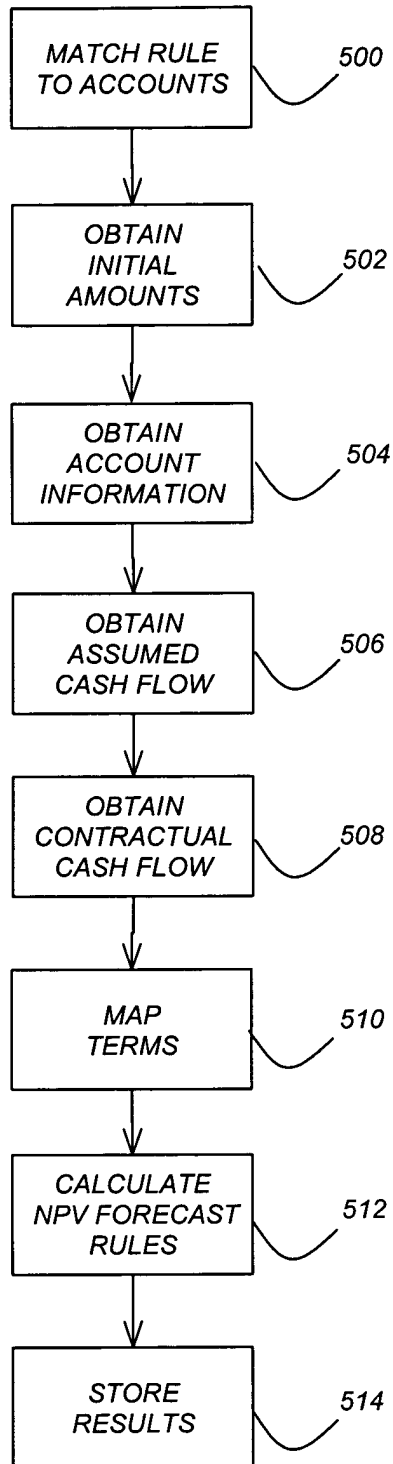 MATCH RULE
TO ACCOUNTS
500
OBTAIN
INITIAL
AMOUNTS
502
OBTAIN
ACCOUNT
INFORMATION
504
OBTAIN
ASSUMED
CASH FLOW
506
OBTAIN
CONTRACTUAL
CASH FLOW
508
MAP
TERMS
510
CALCULATE
NPV FORECAST
RULES
512
STORE
RESULTS
514